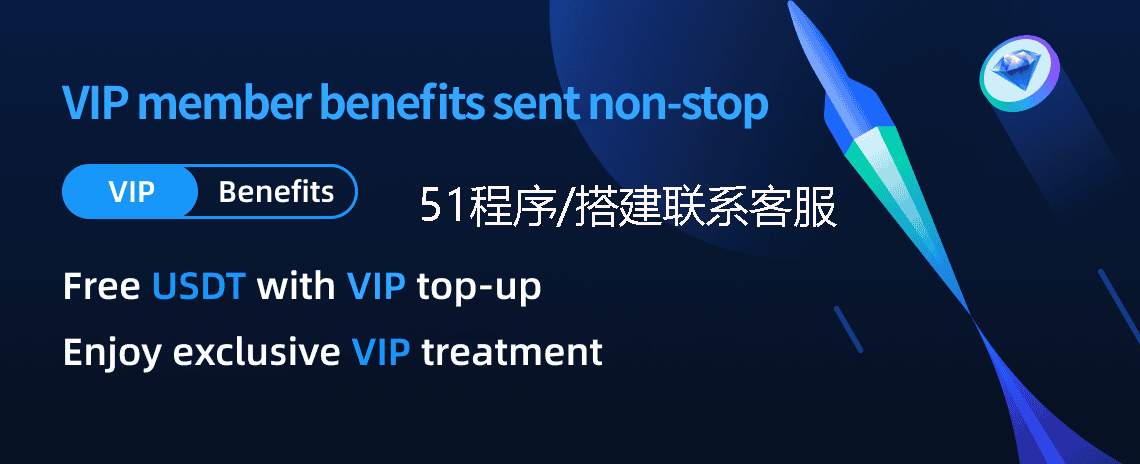 VIP member benefits sent non-stop
VIP Benefits
51程序/搭建联系客服
Free USDT with VIP top-up
Enjoy exclusive VIP treatment